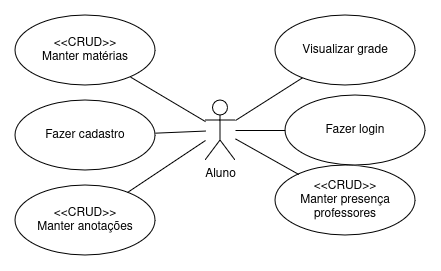 <<CRUD>>
Manter matérias
Visualizar grade
Fazer cadastro
Fazer login
Aluno
<<CRUD>>
Manter anotações
<<CRUD>>
Manter presença
professores